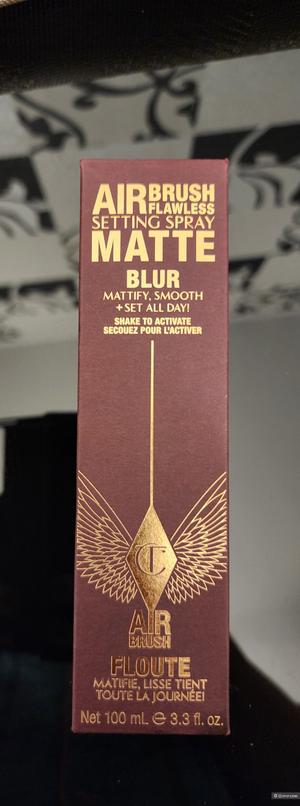 AIR BRUSH
FLAWLESS
SETTING SPRAY
MATTE
BLUR
MATTIFY, SMOOTH
+ SET ALL DAY!
SHAKE TO ACTIVATE
SECOUEZ POUR L'ACTIVER
CT
AIR
BRUSH
FLOUTE
MATIFIE, LISSE TIENT
TOUTE LA JOURNÉE!
Net 100 mL ℮ 3.3 fl. oz.